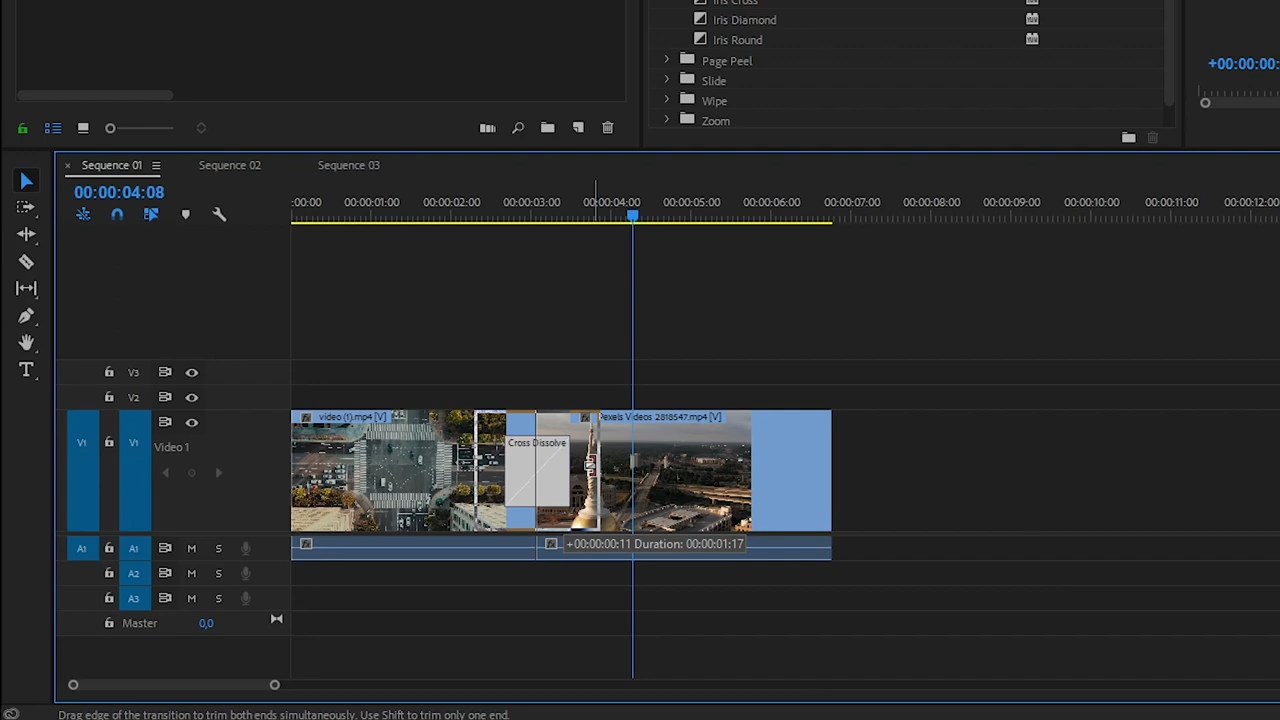 Iris Cross
Iris Diamond
Iris Round
Page Peel
Slide
Wipe
Zoom
+00:00:00:
Sequence 01
Sequence 02
Sequence 03
00:00:04:08
:00:00
00:00:01:00
00:00:02:00
00:00:03:00
00:00:04:00
00:00:05:00
00:00:06:00
00:00:07:00
00:00:08:00
00:00:09:00
00:00:10:00
00:00:11:00
00:00:12:00
T
V3
V2
V1 V1
Video 1
fx video (1).mp4 [V]
fx Pexels Videos 2818547.mp4 [V]
Cross Dissolve
A1 A1 M S
fx
fx
+00:00:00:11 Duration: 00:00:01:17
A2 M S
A3 M S
Master 0,0
Drag edge of the transition to trim both ends simultaneously. Use Shift to trim only one end.